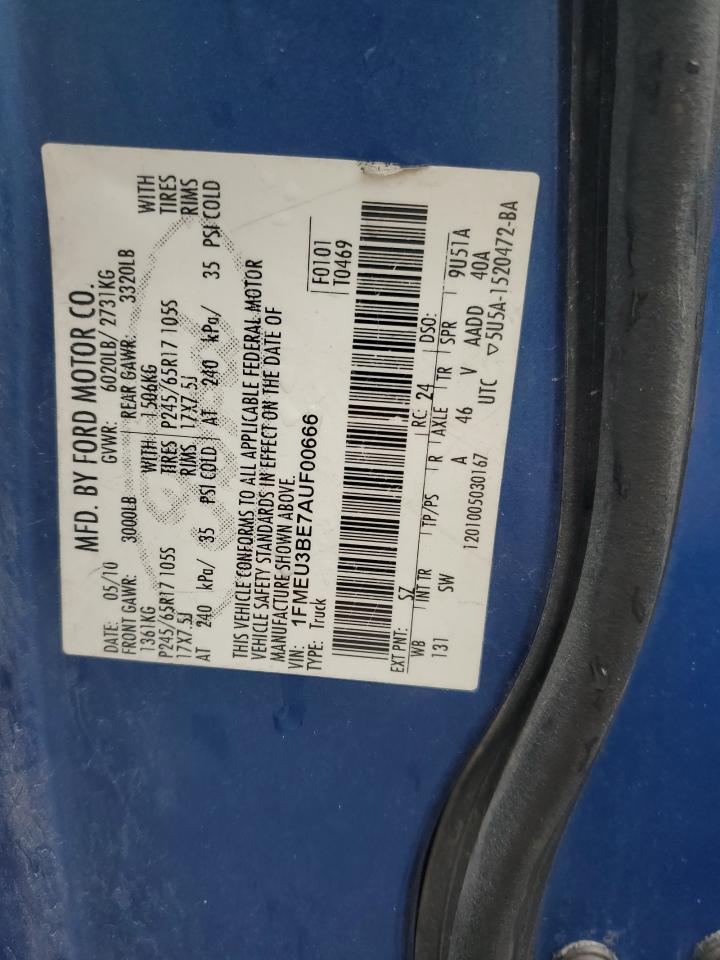 MFD. BY FORD MOTOR CO.
DATE: 05/10 GVWR: 6020LB/ 2731KG
FRONT GAWR: 3000LB REAR GAWR: 3320LB
1361KG WITH 1506KG WITH
P245/65R17 105S TIRES P245/65R17 105S TIRES
17X7.5J RIMS 17X7.5J RIMS
AT 240 kPa/ 35 PSI COLD AT 240 kPa/ 35 PSI COLD
THIS VEHICLE CONFORMS TO ALL APPLICABLE FEDERAL MOTOR
VEHICLE SAFETY STANDARDS IN EFFECT ON THE DATE OF
MANUFACTURE SHOWN ABOVE.
VIN: 1FMEU3BE7AUF00666
TYPE: Truck
F0101
T0469
EXT PNT: SZ RC: 24 DSO:
WB INT TR TP/PS R AXLE TR SPR 9U51A
131 SW A 46 V AADD 40A
1201005030167 UTC ▽5U5A-1520472-BA